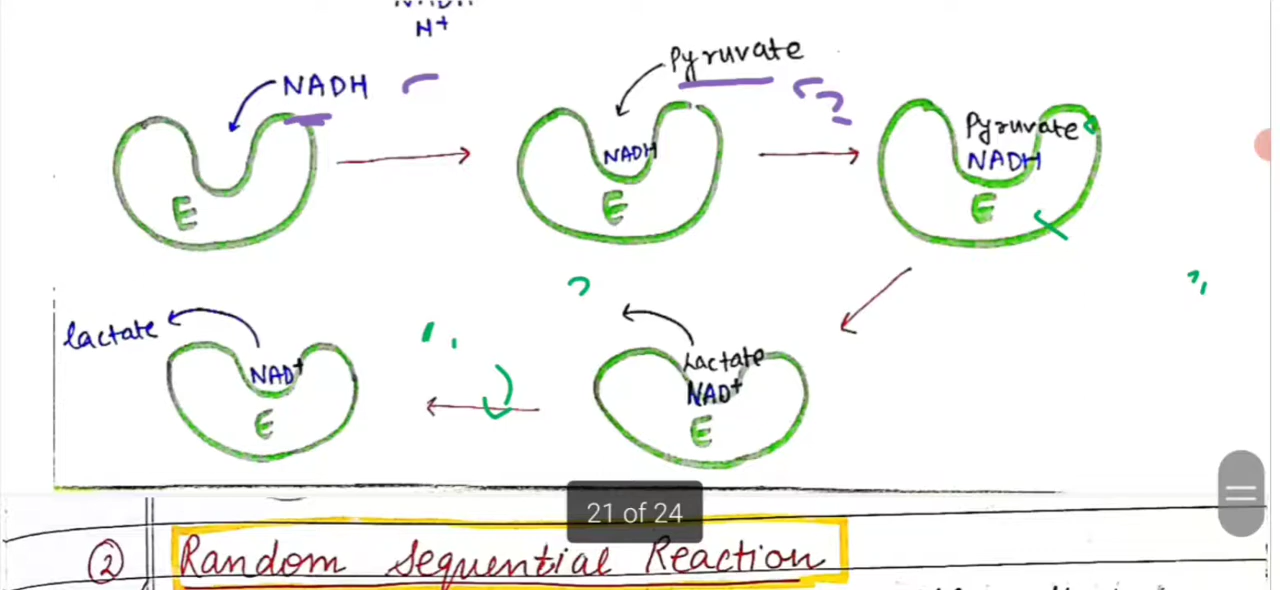 H+
NADH
Pyruvate
E
NADH
E
Pyruvate
NADH
E
lactate
NAD+
E
Lactate
NAD+
E
21 of 24
② Random Sequential Reaction